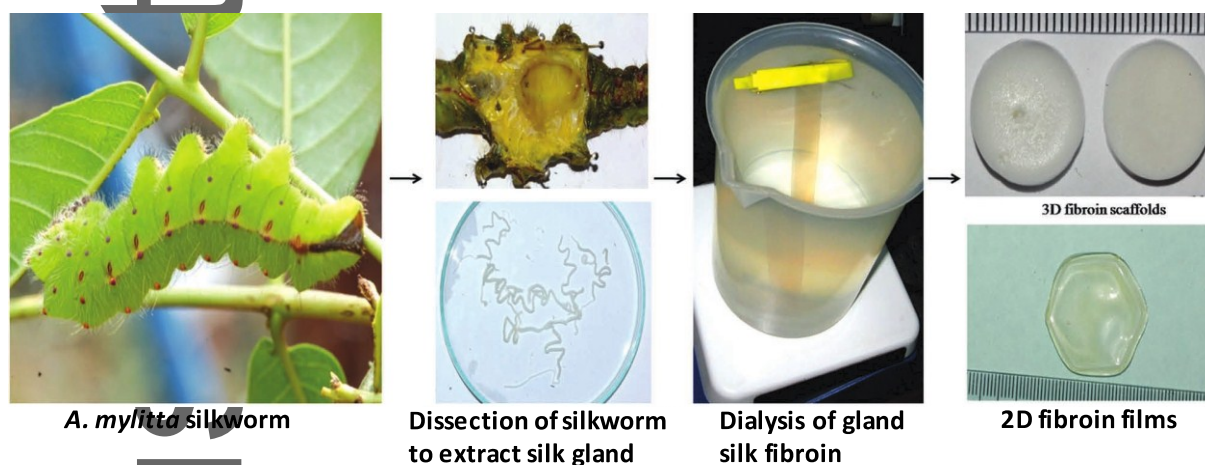 3D fibroin scaffolds
A. mylitta silkworm
Dissection of silkworm
to extract silk gland
Dialysis of gland
silk fibroin
2D fibroin films